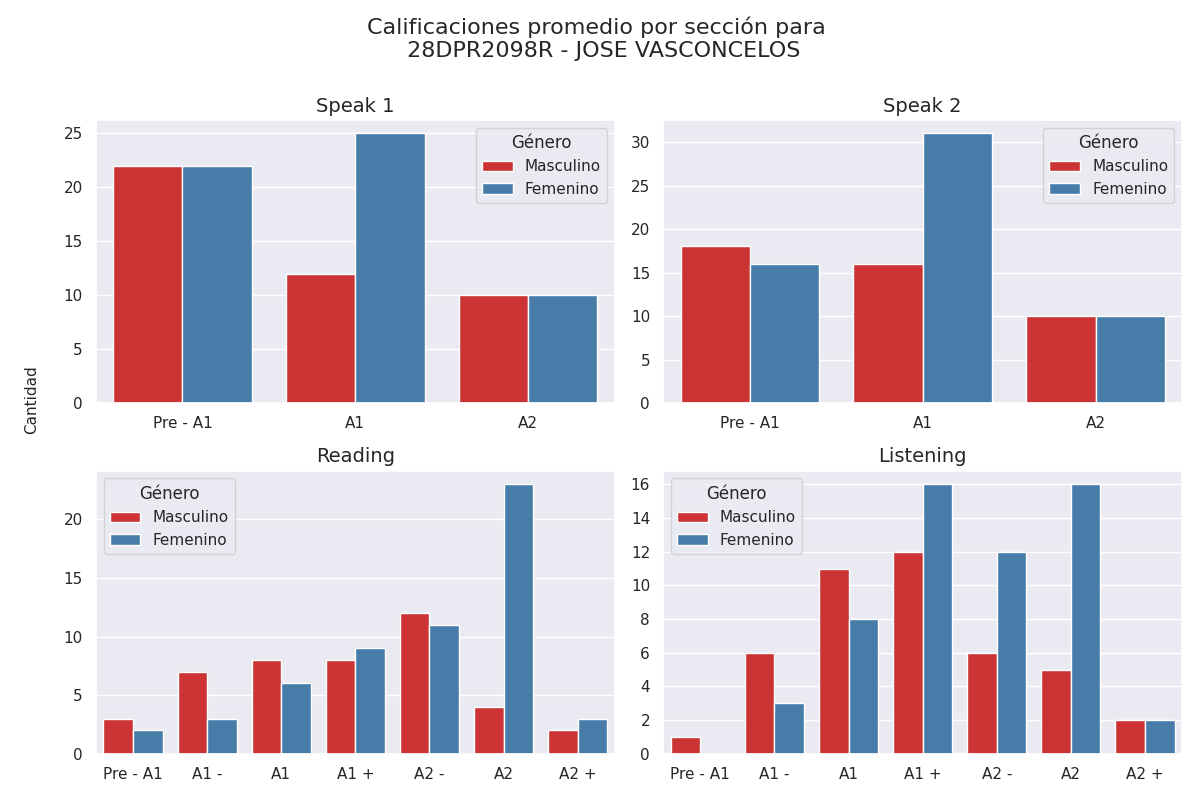 Calificaciones promedio por sección para
28DPR2098R - JOSE VASCONCELOS
Cantidad
Speak 1
25
20
15
10
5
0
Pre - A1 A1 A2
Género
Masculino
Femenino
Speak 2
30
25
20
15
10
5
0
Pre - A1 A1 A2
Género
Masculino
Femenino
Reading
20
15
10
5
0
Pre - A1 A1 - A1 A1 + A2 - A2 A2 +
Género
Masculino
Femenino
Listening
16
14
12
10
8
6
4
2
0
Pre - A1 A1 - A1 A1 + A2 - A2 A2 +
Género
Masculino
Femenino